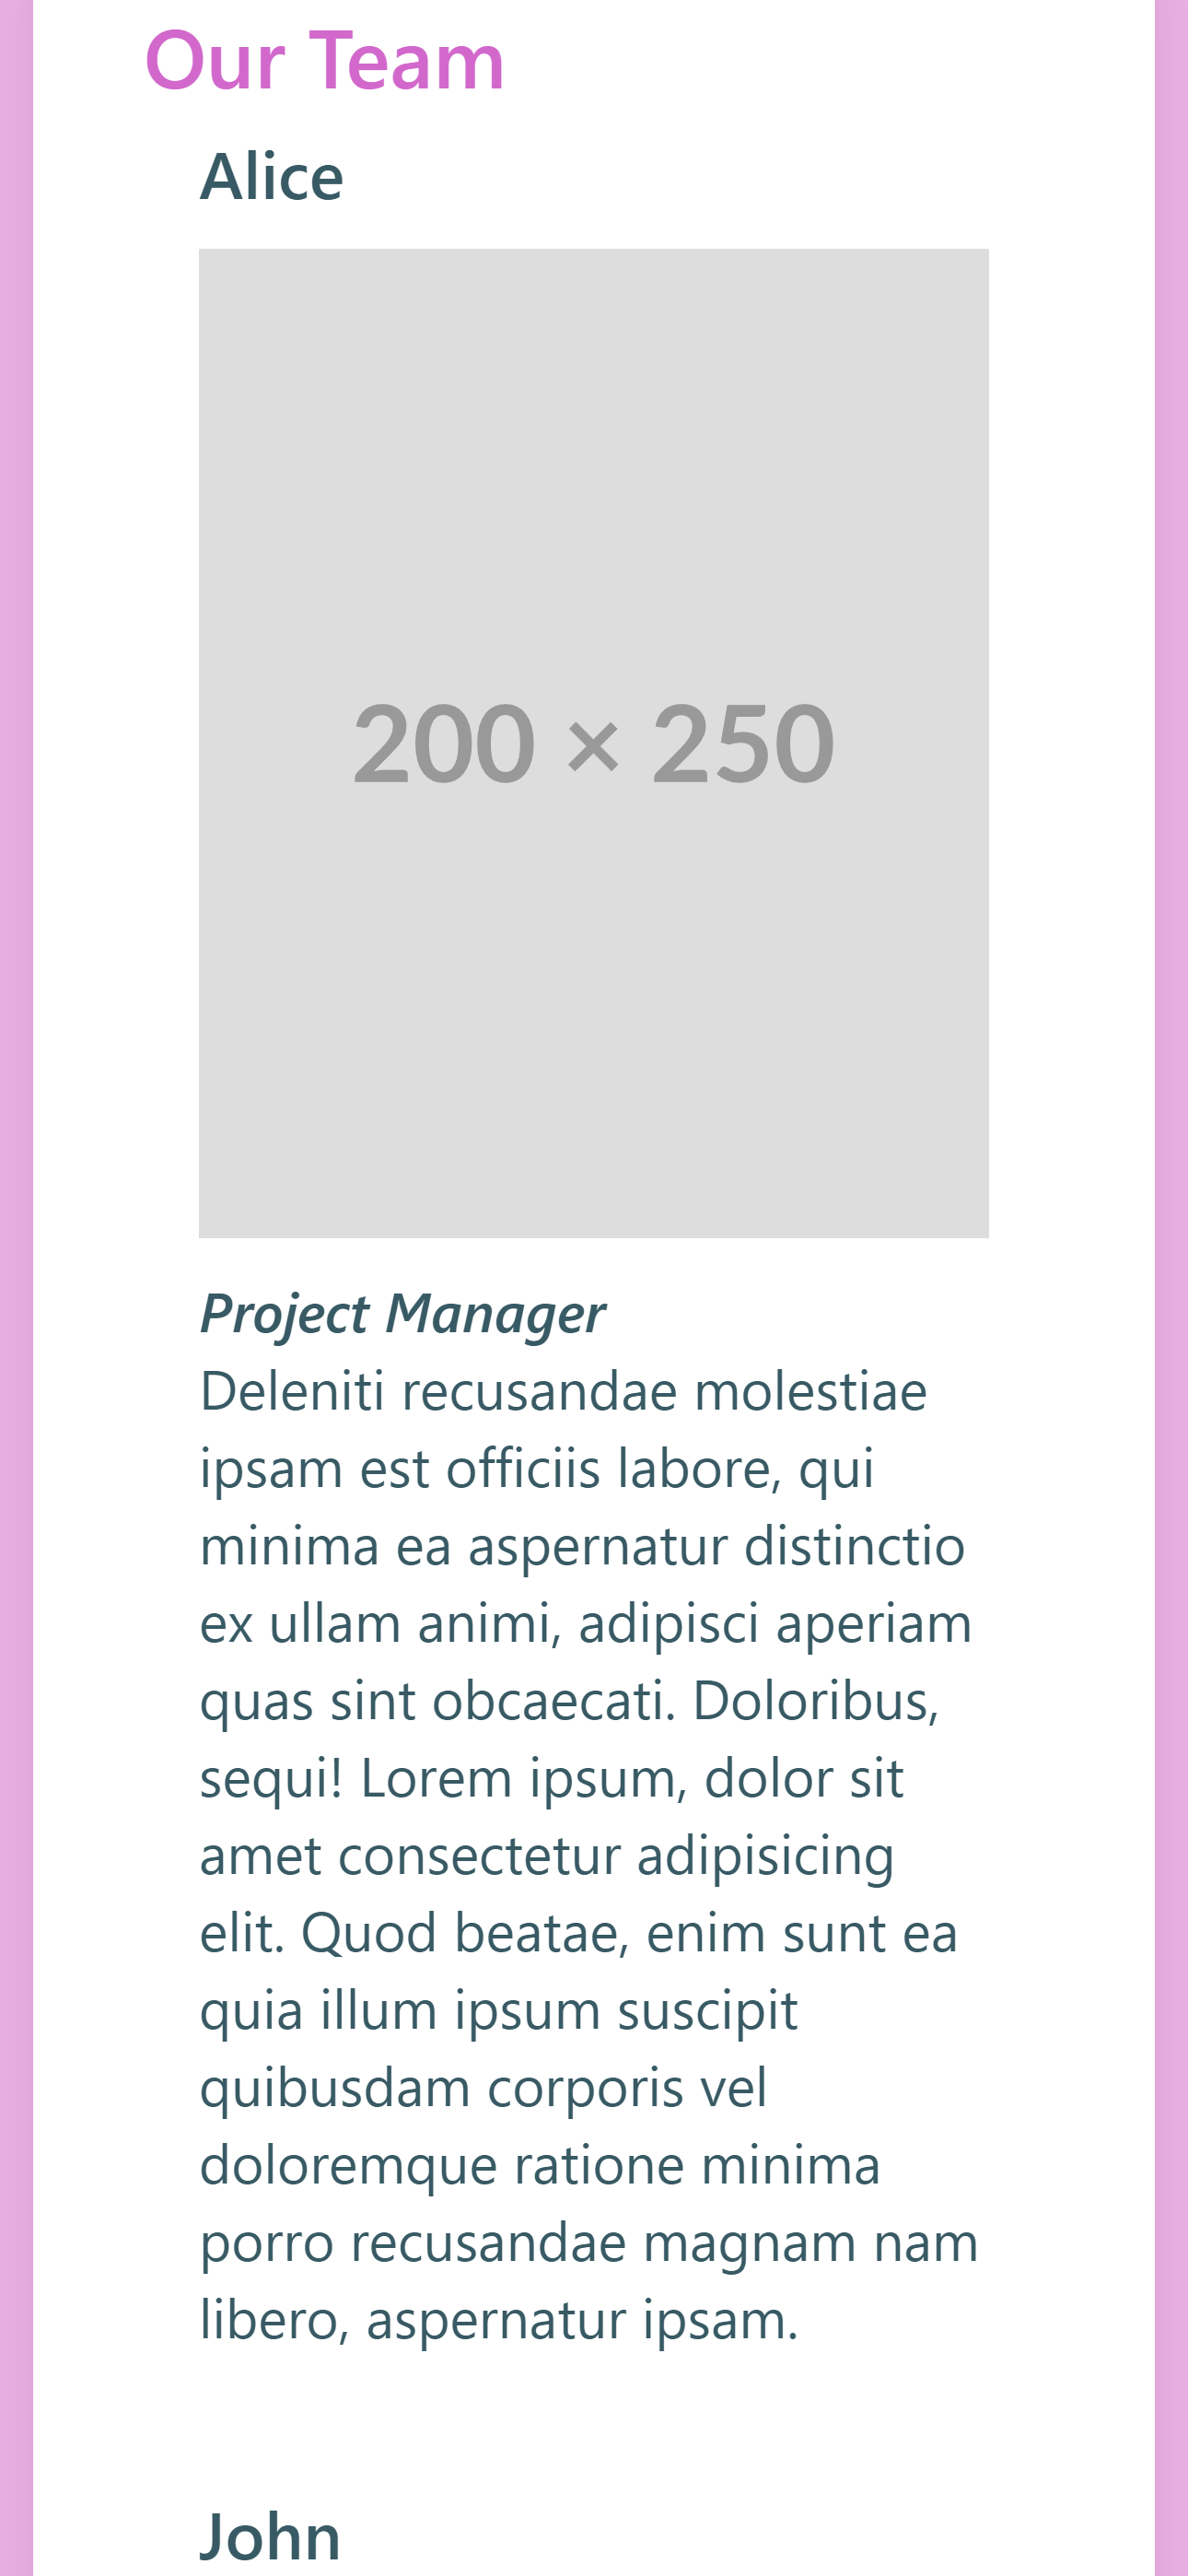 Our Team
Alice
200 × 250
Project Manager
Deleniti recusandae molestiae
ipsam est officiis labore, qui
minima ea aspernatur distinctio
ex ullam animi, adipisci aperiam
quas sint obcaecati. Doloribus,
sequi! Lorem ipsum, dolor sit
amet consectetur adipisicing
elit. Quod beatae, enim sunt ea
quia illum ipsum suscipit
quibusdam corporis vel
doloremque ratione minima
porro recusandae magnam nam
libero, aspernatur ipsam.
John